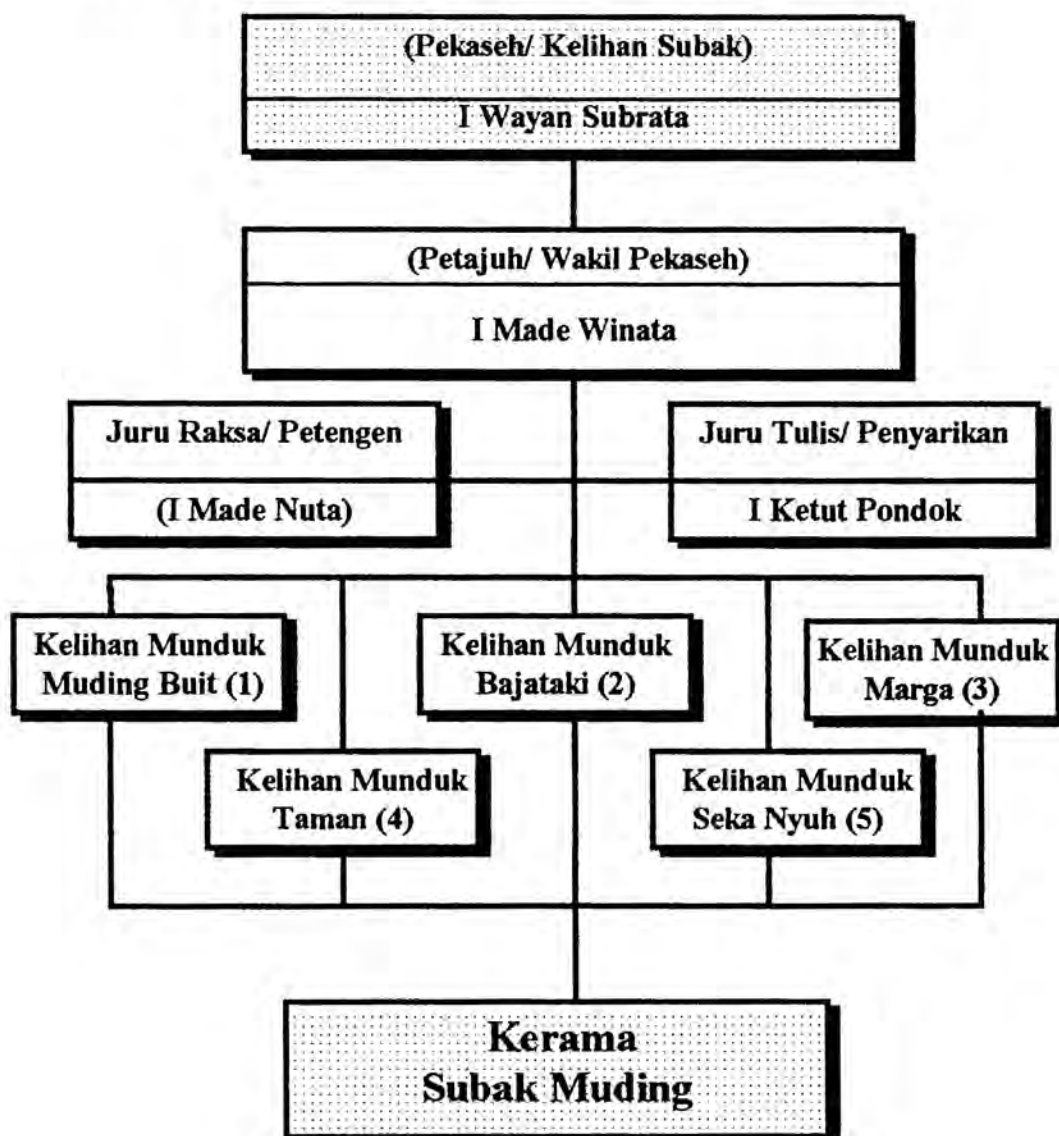 (Pekaseh/ Kelihan Subak)
I Wayan Subrata
(Petajuh/ Wakil Pekaseh)
I Made Winata
Juru Raksa/ Petengen
(I Made Nuta)
Juru Tulis/ Penyarikan
I Ketut Pondok
Kelihan Munduk
Muding Buit (1)
Kelihan Munduk
Bajataki (2)
Kelihan Munduk
Marga (3)
Kelihan Munduk
Taman (4)
Kelihan Munduk
Seka Nyuh (5)
Kerama
Subak Muding